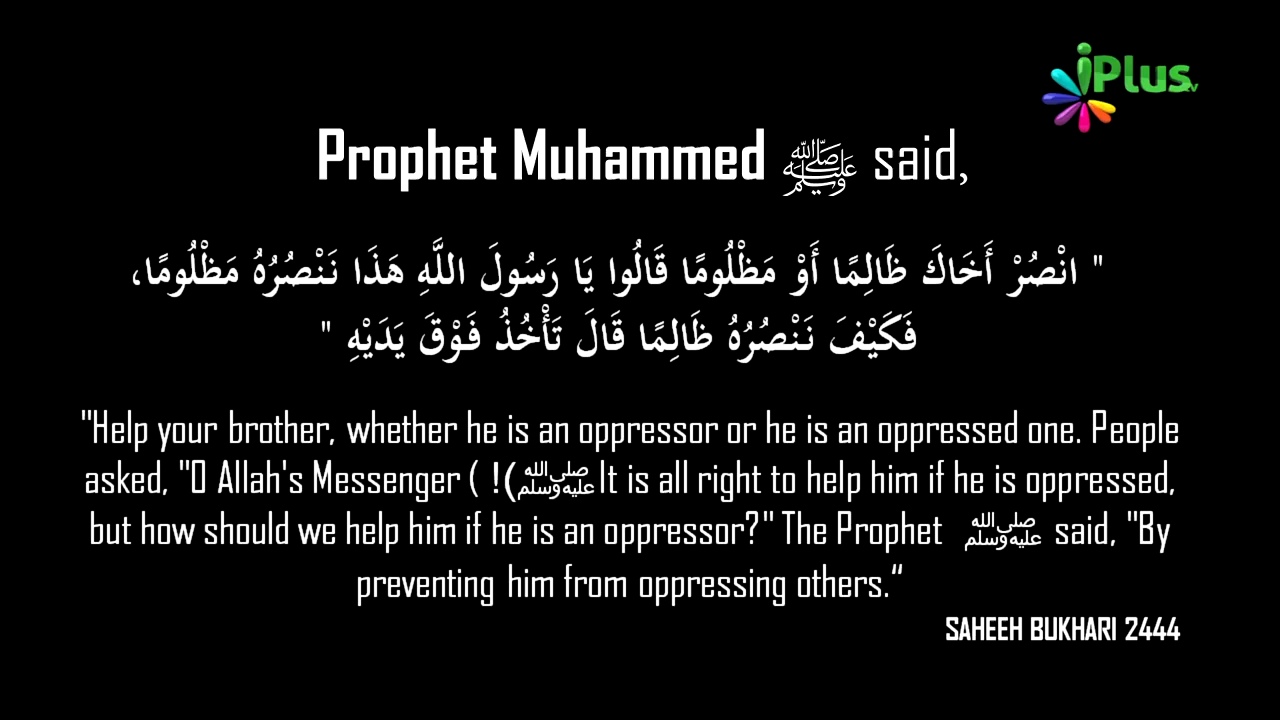 iPlus tv
Prophet Muhammed ﷺ said,
" انْصُرْ أَخَاكَ ظَالِمًا أَوْ مَظْلُومًا قَالُوا يَا رَسُولَ اللَّهِ هَذَا نَنْصُرُهُ مَظْلُومًا،
فَكَيْفَ نَنْصُرُهُ ظَالِمًا قَالَ تَأْخُذُ فَوْقَ يَدَيْهِ "
"Help your brother, whether he is an oppressor or he is an oppressed one. People
asked, "O Allah's Messenger ( !(ﷺIt is all right to help him if he is oppressed,
but how should we help him if he is an oppressor?" The Prophet ﷺ said, "By
preventing him from oppressing others.“
SAHEEH BUKHARI 2444